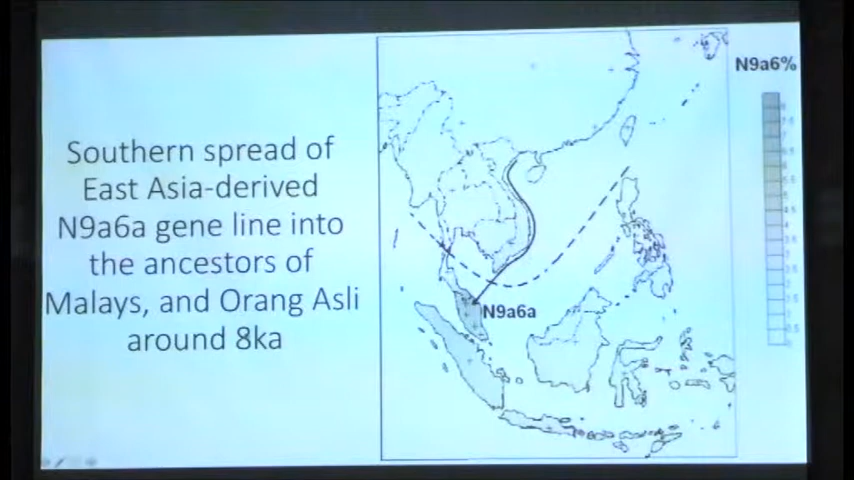 Southern spread of
East Asia-derived
N9a6a gene line into
the ancestors of
Malays, and Orang Asli
around 8ka
N9a6%
N9a6a